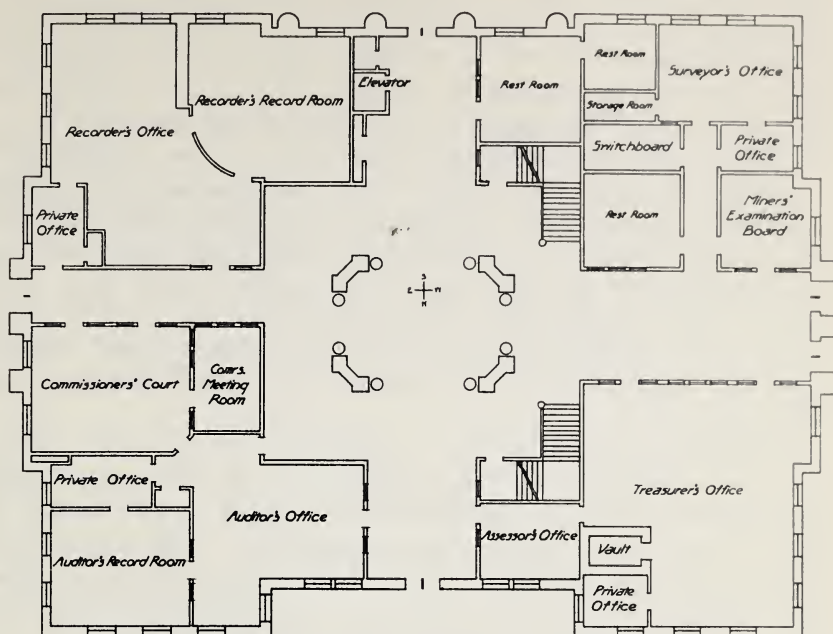 Rest Room
Surveyor's Office
Elevator
Recorder's Record Room
Rest Room
Storage Room
Recorder's Office
Switchboard
Private
Office
Private
Office
Rest Room
Miners'
Examination
Board
S
E
W
N
Commissioners' Court
Comrs.
Meeting
Room
Private Office
Treasurer's Office
Auditor's Office
Assessor's Office
Auditor's Record Room
Vault
Private
Office